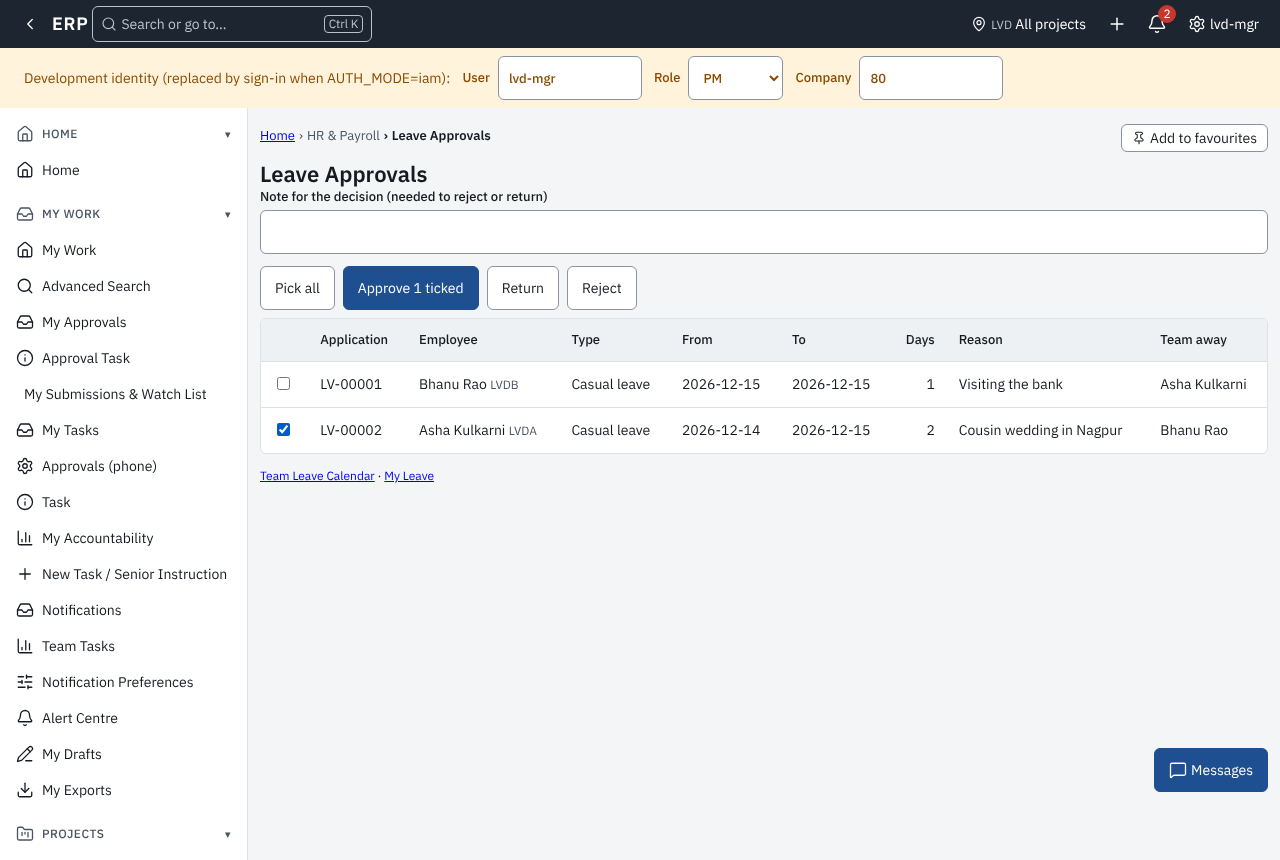 ERP Search or go to... Ctrl K LVD All projects 2 lvd-mgr
Development identity (replaced by sign-in when AUTH_MODE=iam): User lvd-mgr Role PM Company 80
HOME
Home
MY WORK
My Work
Advanced Search
My Approvals
Approval Task
My Submissions & Watch List
My Tasks
Approvals (phone)
Task
My Accountability
New Task / Senior Instruction
Notifications
Team Tasks
Notification Preferences
Alert Centre
My Drafts
My Exports
PROJECTS
Home › HR & Payroll › Leave Approvals
Add to favourites
Leave Approvals
Note for the decision (needed to reject or return)
Pick all Approve 1 ticked Return Reject
Application Employee Type From To Days Reason Team away
LV-00001 Bhanu Rao LVDB Casual leave 2026-12-15 2026-12-15 1 Visiting the bank Asha Kulkarni
LV-00002 Asha Kulkarni LVDA Casual leave 2026-12-14 2026-12-15 2 Cousin wedding in Nagpur Bhanu Rao
Team Leave Calendar · My Leave
Messages